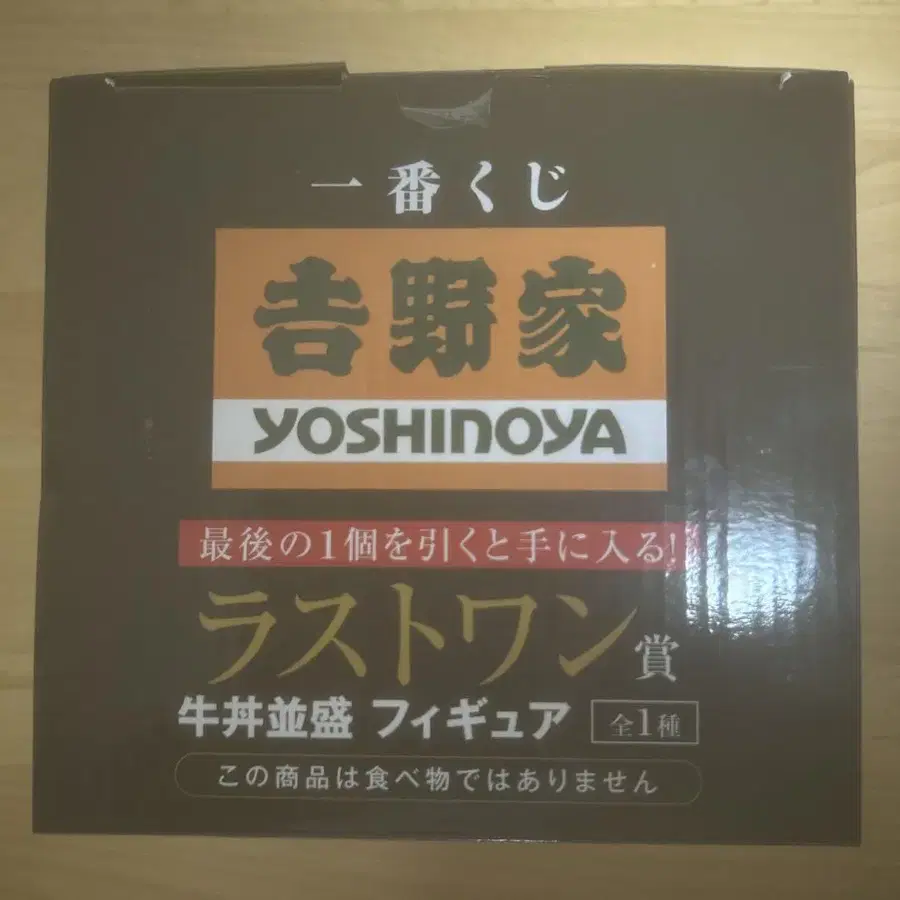 一番くじ
吉野家
YOSHINOYA
最後の1個を引くと手に入る!
ラストワン賞
牛丼並盛 フィギュア 全1種
この商品は食べ物ではありません